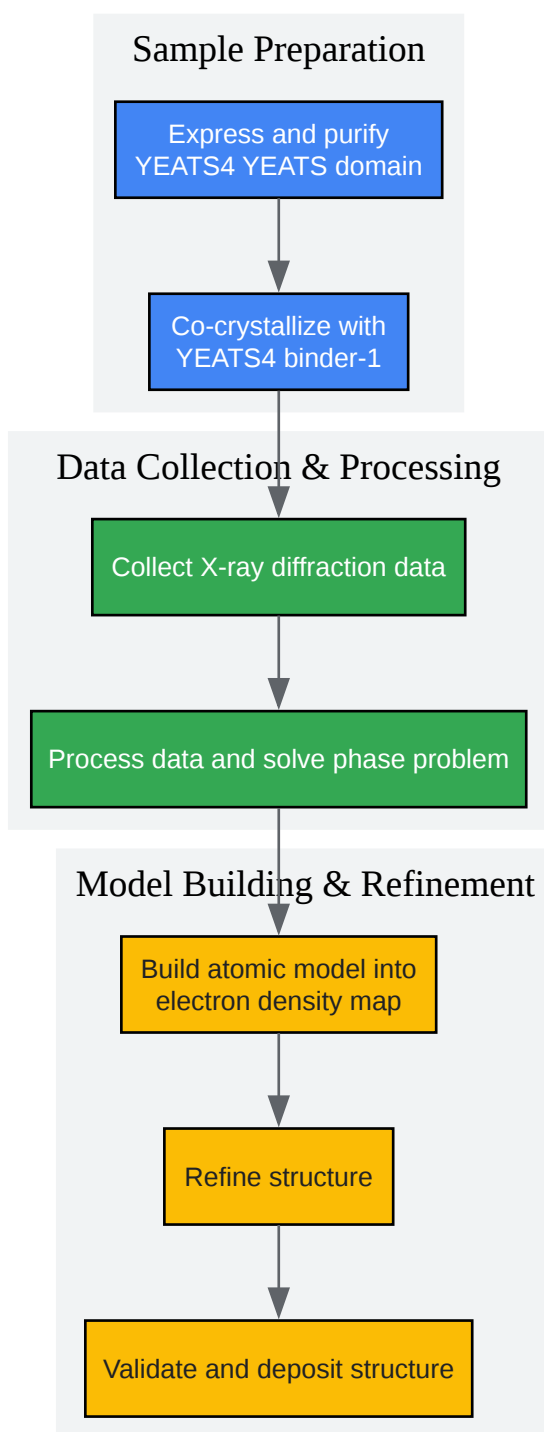 Sample Preparation
Express and purify
YEATS4 YEATS domain
Co-crystallize with
YEATS4 binder-1
Data Collection & Processing
Collect X-ray diffraction data
Process data and solve phase problem
Model Building & Refinement
Build atomic model into
electron density map
Refine structure
Validate and deposit structure